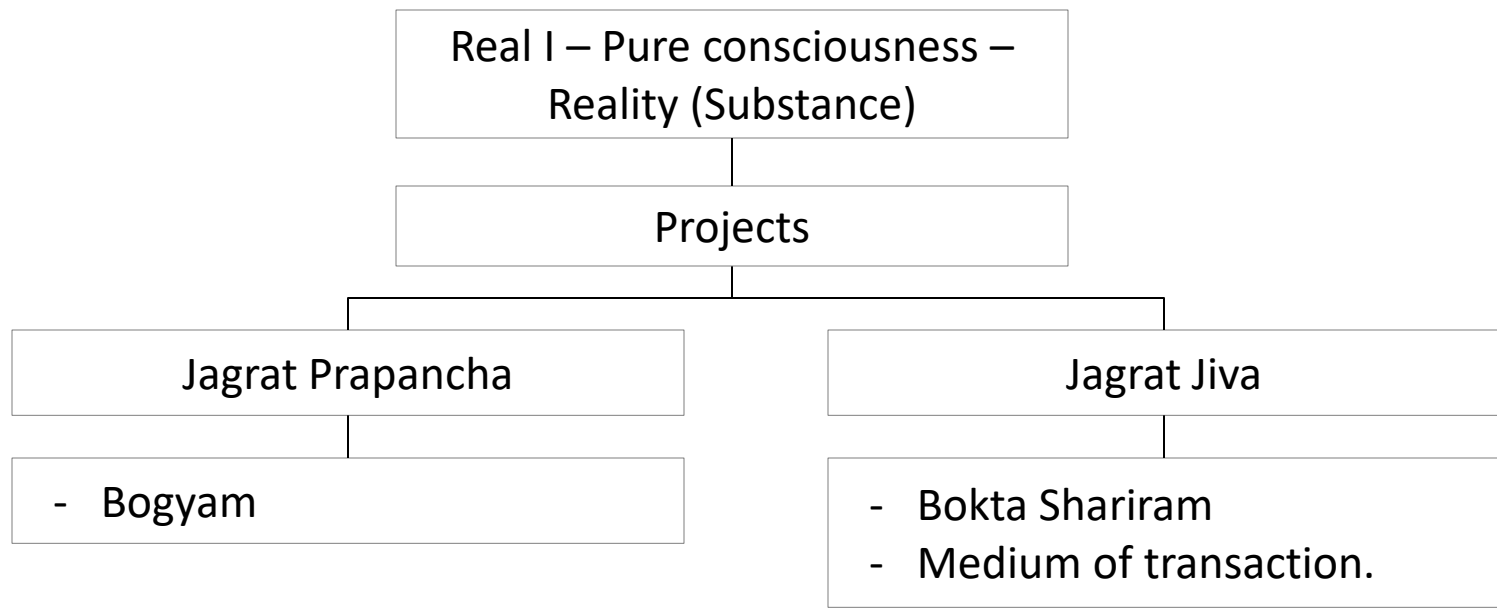 Real I – Pure consciousness –
Reality (Substance)
Projects
Jagrat Prapancha
Jagrat Jiva
- Bogyam
- Bokta Shariram
- Medium of transaction.